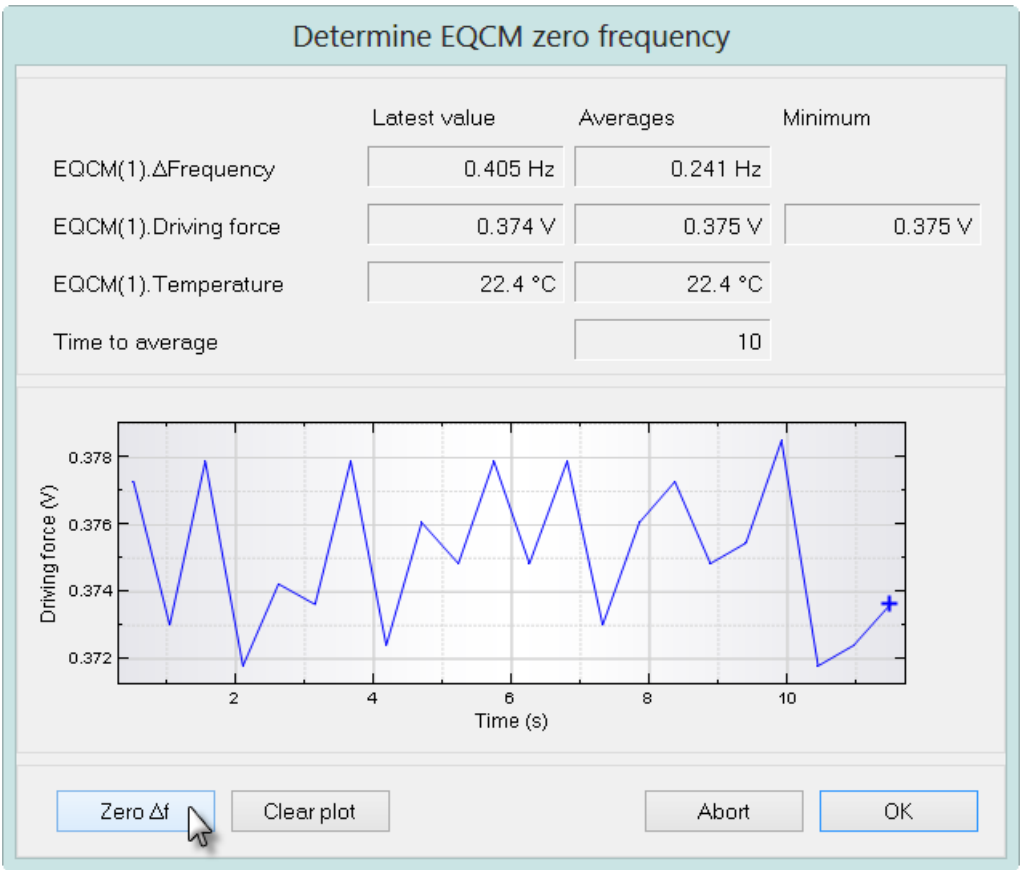 Determine EQCM zero frequency
Latest value Averages Minimum
EQCM(1).ΔFrequency 0.405 Hz 0.241 Hz
EQCM(1).Driving force 0.374 V 0.375 V 0.375 V
EQCM(1).Temperature 22.4 °C 22.4 °C
Time to average 10
Driving force (V)
0.378
0.376
0.374
0.372
2 4 6 8 10
Time (s)
Zero Δf Clear plot Abort OK